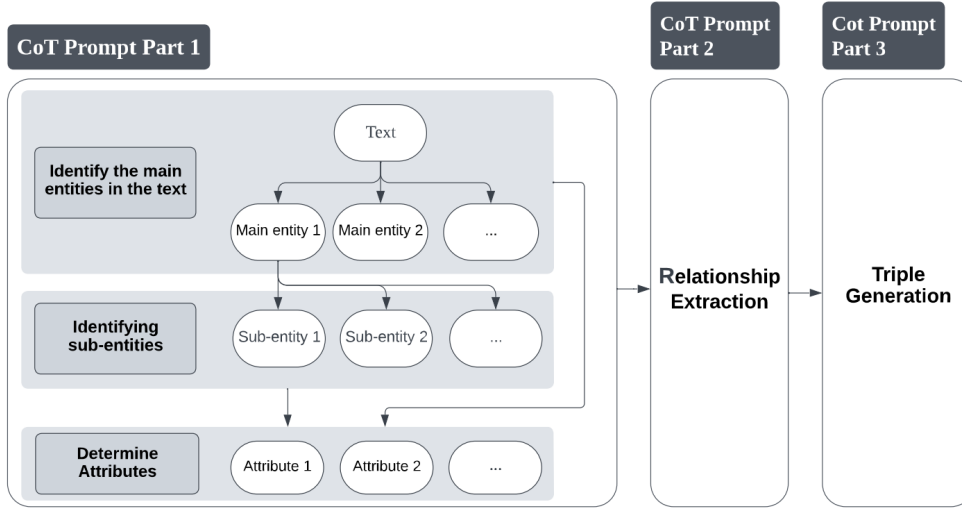 CoT Prompt Part 1
CoT Prompt
Part 2
Cot Prompt
Part 3
Identify the main
entities in the text
Text
Main entity 1
Main entity 2
...
Identifying
sub-entities
Sub-entity 1
Sub-entity 2
...
Determine
Attributes
Attribute 1
Attribute 2
...
Relationship
Extraction
Triple
Generation